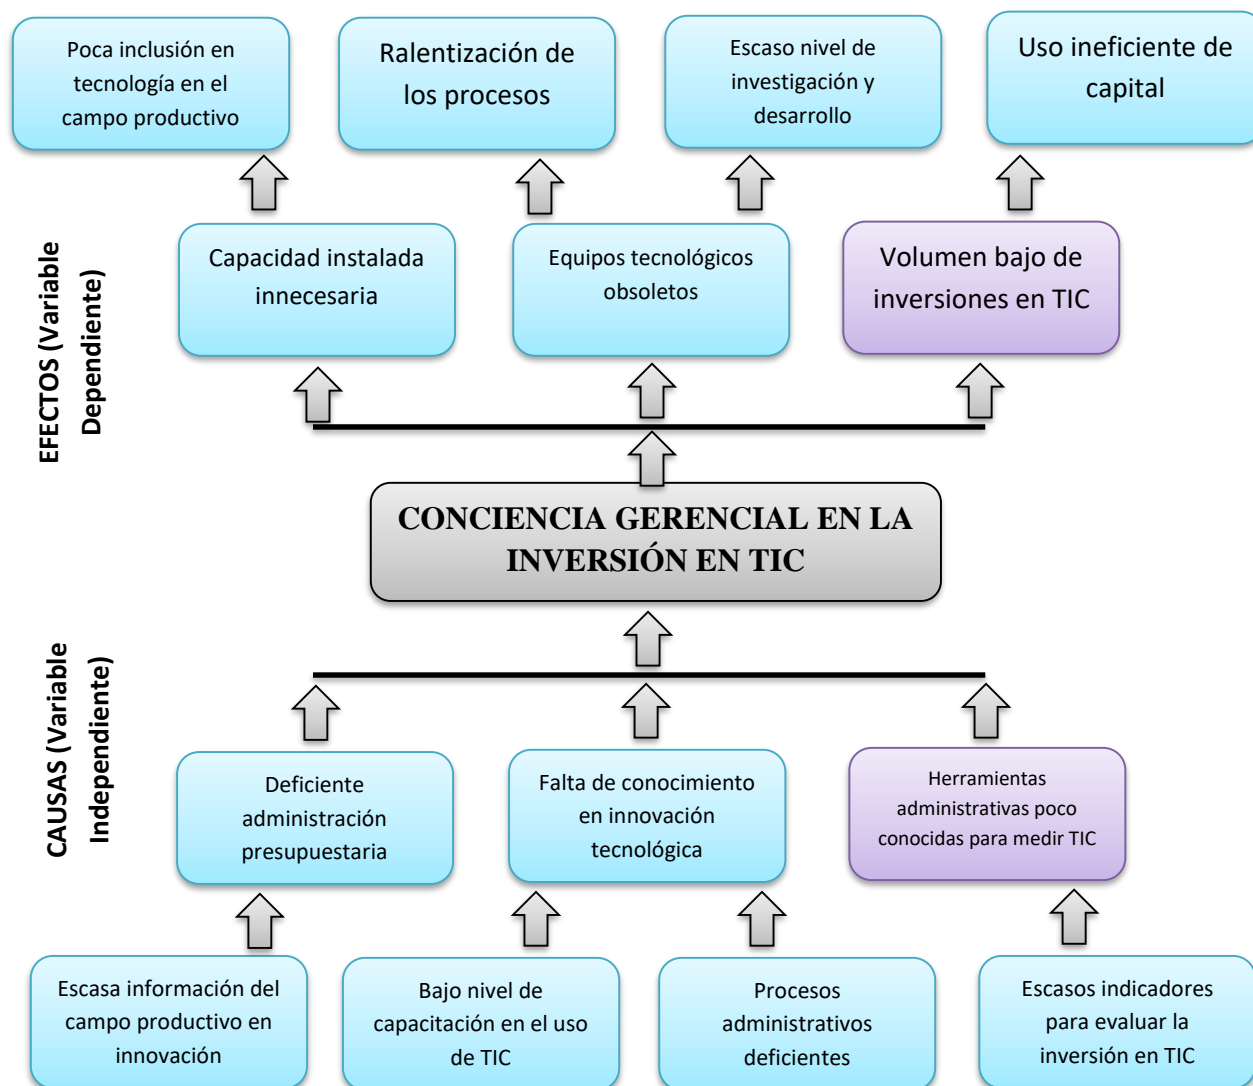 Poca inclusión en
tecnología en el
campo productivo
Ralentización de
los procesos
Escaso nivel de
investigación y
desarrollo
Uso ineficiente de
capital
EFECTOS (Variable
Dependiente)
Capacidad instalada
innecesaria
Equipos tecnológicos
obsoletos
Volumen bajo de
inversiones en TIC
CONCIENCIA GERENCIAL EN LA
INVERSIÓN EN TIC
CAUSAS (Variable
Independiente)
Deficiente
administración
presupuestaria
Falta de conocimiento
en innovación
tecnológica
Herramientas
administrativas poco
conocidas para medir TIC
Escasa información del
campo productivo en
innovación
Bajo nivel de
capacitación en el uso
de TIC
Procesos
administrativos
deficientes
Escasos indicadores
para evaluar la
inversión en TIC